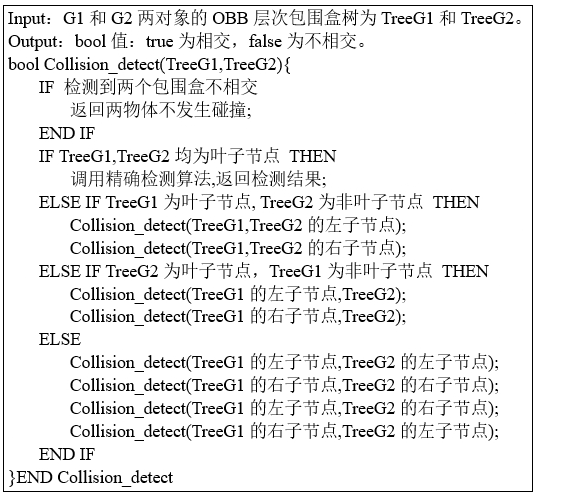 Input：G1 和 G2 两对象的 OBB 层次包围盒树为 TreeG1 和 TreeG2。
Output：bool 值：true 为相交，false 为不相交。
bool Collision_detect(TreeG1,TreeG2){
IF 检测到两个包围盒不相交
返回两物体不发生碰撞;
END IF
IF TreeG1,TreeG2 均为叶子节点 THEN
调用精确检测算法,返回检测结果;
ELSE IF TreeG1 为叶子节点, TreeG2 为非叶子节点 THEN
Collision_detect(TreeG1,TreeG2 的左子节点);
Collision_detect(TreeG1,TreeG2 的右子节点);
ELSE IF TreeG2 为叶子节点，TreeG1 为非叶子节点 THEN
Collision_detect(TreeG1 的左子节点,TreeG2);
Collision_detect(TreeG1 的右子节点,TreeG2);
ELSE
Collision_detect(TreeG1 的左子节点,TreeG2 的左子节点);
Collision_detect(TreeG1 的右子节点,TreeG2 的右子节点);
Collision_detect(TreeG1 的左子节点,TreeG2 的右子节点);
Collision_detect(TreeG1 的右子节点,TreeG2 的左子节点);
END IF
}END Collision_detect